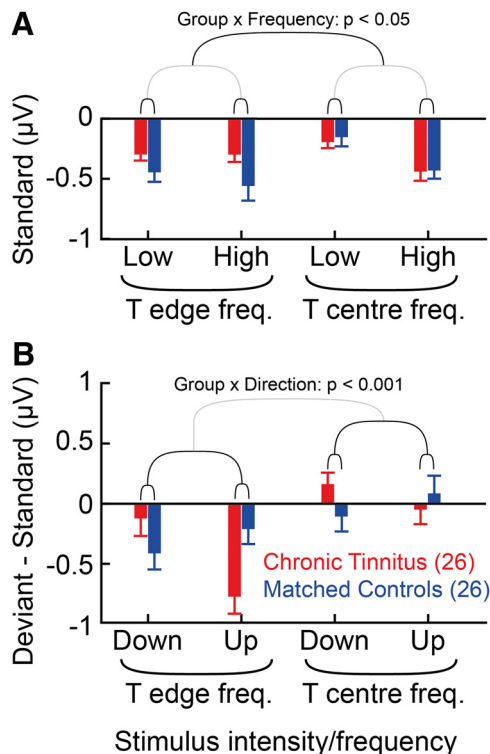 A
Group x Frequency: p < 0.05
Standard (μV)
0
-0.5
-1
Low High Low High
T edge freq. T centre freq.
B
Group x Direction: p < 0.001
Deviant - Standard (μV)
1
0.5
0
-0.5
-1
Chronic Tinnitus (26)
Matched Controls (26)
Down Up Down Up
T edge freq. T centre freq.
Stimulus intensity/frequency